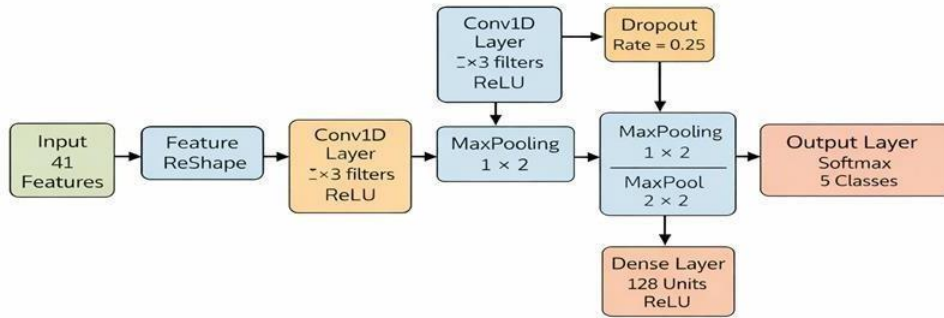 Conv1D
Layer
×3 filters
ReLU
Dropout
Rate = 0.25
Input
41
Features
Feature
ReShape
Conv1D
Layer
×3 filters
ReLU
MaxPooling
1 × 2
MaxPooling
1 × 2
MaxPool
2 × 2
Output Layer
Softmax
5 Classes
Dense Layer
128 Units
ReLU